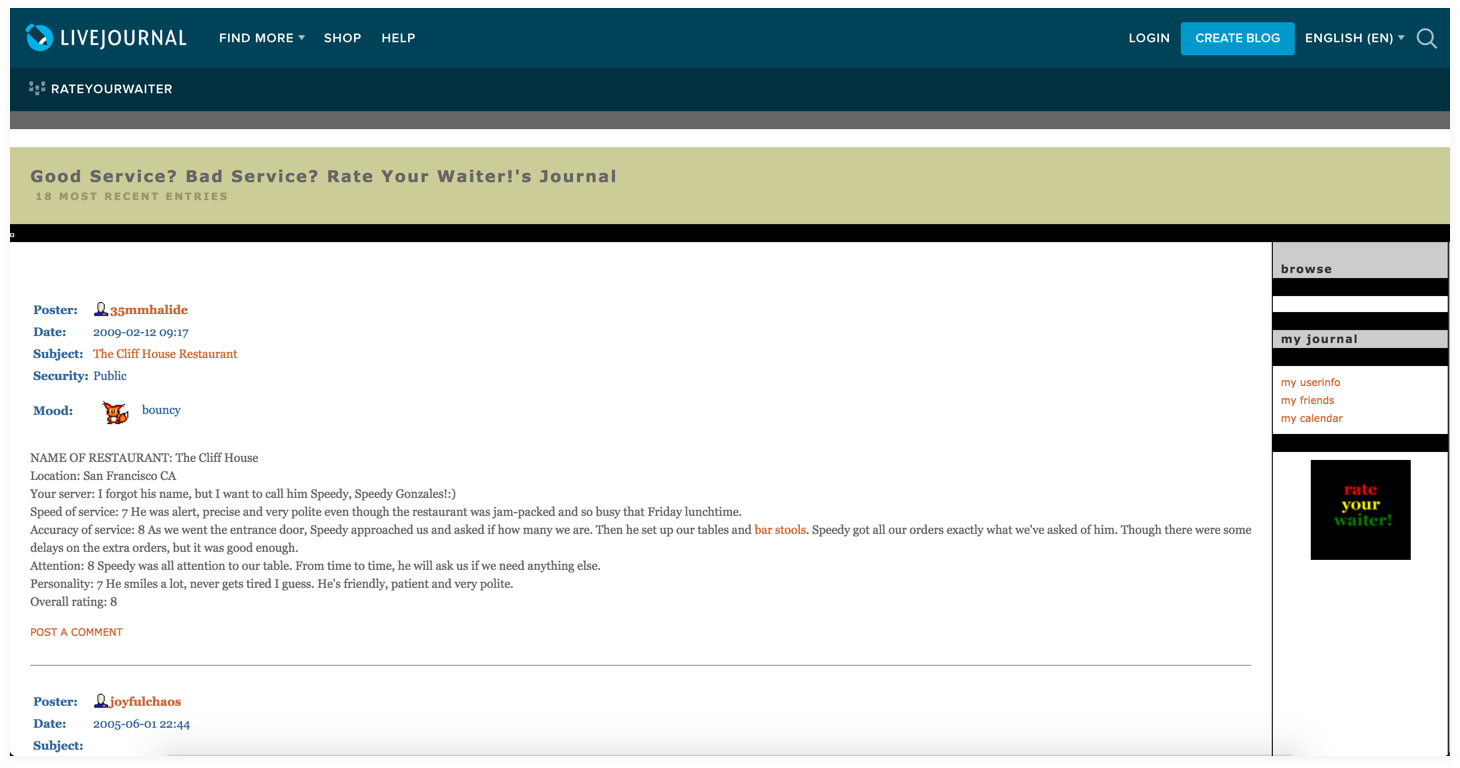 LIVEJOURNAL FIND MORE SHOP HELP LOGIN CREATE BLOG ENGLISH (EN)
RATEYOURWAITER
Good Service? Bad Service? Rate Your Waiter!'s Journal
18 MOST RECENT ENTRIES
Poster: 35mmhalide
Date: 2009-02-12 09:17
Subject: The Cliff House Restaurant
Security: Public
Mood: bouncy
NAME OF RESTAURANT: The Cliff House
Location: San Francisco CA
Your server: I forgot his name, but I want to call him Speedy, Speedy Gonzales!:)
Speed of service: 7 He was alert, precise and very polite even though the restaurant was jam-packed and so busy that Friday lunchtime.
Accuracy of service: 8 As we went the entrance door, Speedy approached us and asked if how many we are. Then he set up our tables and bar stools. Speedy got all our orders exactly what we've asked of him. Though there were some
delays on the extra orders, but it was good enough.
Attention: 8 Speedy was all attention to our table. From time to time, he will ask us if we need anything else.
Personality: 7 He smiles a lot, never gets tired I guess. He's friendly, patient and very polite.
Overall rating: 8
POST A COMMENT
Poster: joyfulchaos
Date: 2005-06-01 22:44
Subject:
browse
my journal
my userinfo
my friends
my calendar
rate
your
waiter!